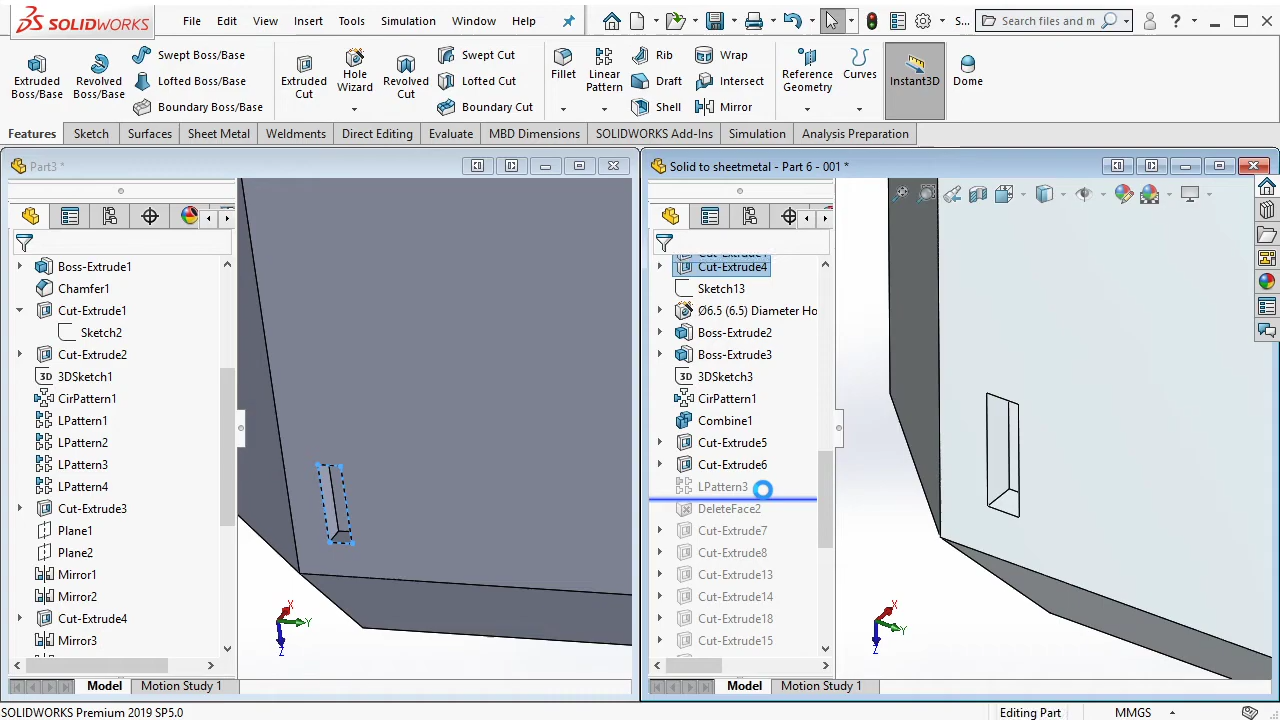 SOLIDWORKS File Edit View Insert Tools Simulation Window Help S... Search files and m ?
Extruded Boss/Base
Revolved Boss/Base
Swept Boss/Base
Lofted Boss/Base
Boundary Boss/Base
Extruded Cut
Hole Wizard
Revolved Cut
Swept Cut
Lofted Cut
Boundary Cut
Fillet
Linear Pattern
Rib
Draft
Shell
Wrap
Intersect
Mirror
Reference Geometry
Curves
Instant3D
Dome
Features Sketch Surfaces Sheet Metal Weldments Direct Editing Evaluate MBD Dimensions SOLIDWORKS Add-Ins Simulation Analysis Preparation
Part3 *
Boss-Extrude1
Chamfer1
Cut-Extrude1
Sketch2
Cut-Extrude2
3D 3DSketch1
CirPattern1
LPattern1
LPattern2
LPattern3
LPattern4
Cut-Extrude3
Plane1
Plane2
Mirror1
Mirror2
Cut-Extrude4
Mirror3
X
Y
Z
Model Motion Study 1
Solid to sheetmetal - Part 6 - 001 *
Cut-Extrude4
Sketch13
Ø6.5 (6.5) Diameter Ho
Boss-Extrude2
Boss-Extrude3
3D 3DSketch3
CirPattern1
Combine1
Cut-Extrude5
Cut-Extrude6
LPattern3
DeleteFace2
Cut-Extrude7
Cut-Extrude8
Cut-Extrude13
Cut-Extrude14
Cut-Extrude18
Cut-Extrude15
X
Y
Z
Model Motion Study 1
SOLIDWORKS Premium 2019 SP5.0 Editing Part MMGS